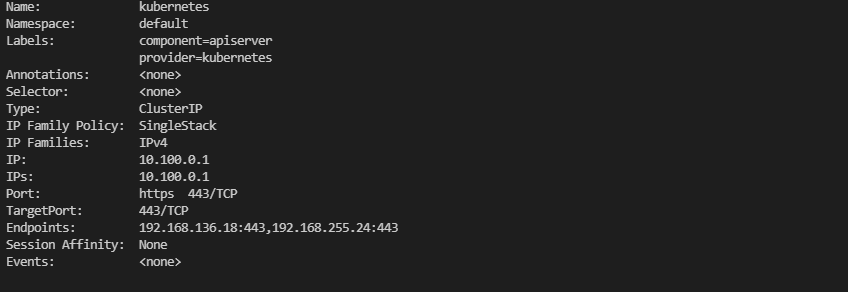 Name: kubernetes
Namespace: default
Labels: component=apiserver
provider=kubernetes
Annotations: <none>
Selector: <none>
Type: ClusterIP
IP Family Policy: SingleStack
IP Families: IPv4
IP: 10.100.0.1
IPs: 10.100.0.1
Port: https 443/TCP
TargetPort: 443/TCP
Endpoints: 192.168.136.18:443,192.168.255.24:443
Session Affinity: None
Events: <none>